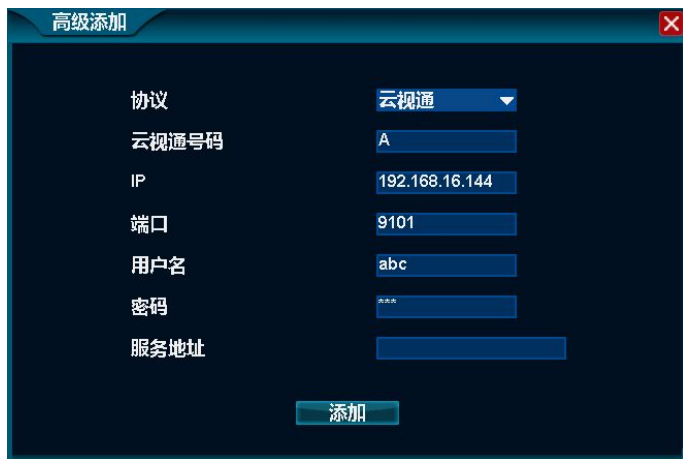 高级添加
协议 云视通
云视通号码 A
IP 192.168.16.144
端口 9101
用户名 abc
密码 ***
服务地址
添加